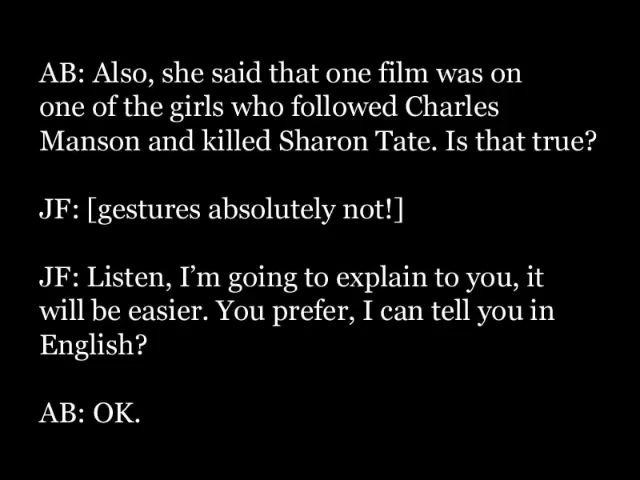 AB: Also, she said that one film was on
one of the girls who followed Charles
Manson and killed Sharon Tate. Is that true?
JF: [gestures absolutely not!]
JF: Listen, I’m going to explain to you, it
will be easier. You prefer, I can tell you in
English?
AB: OK.